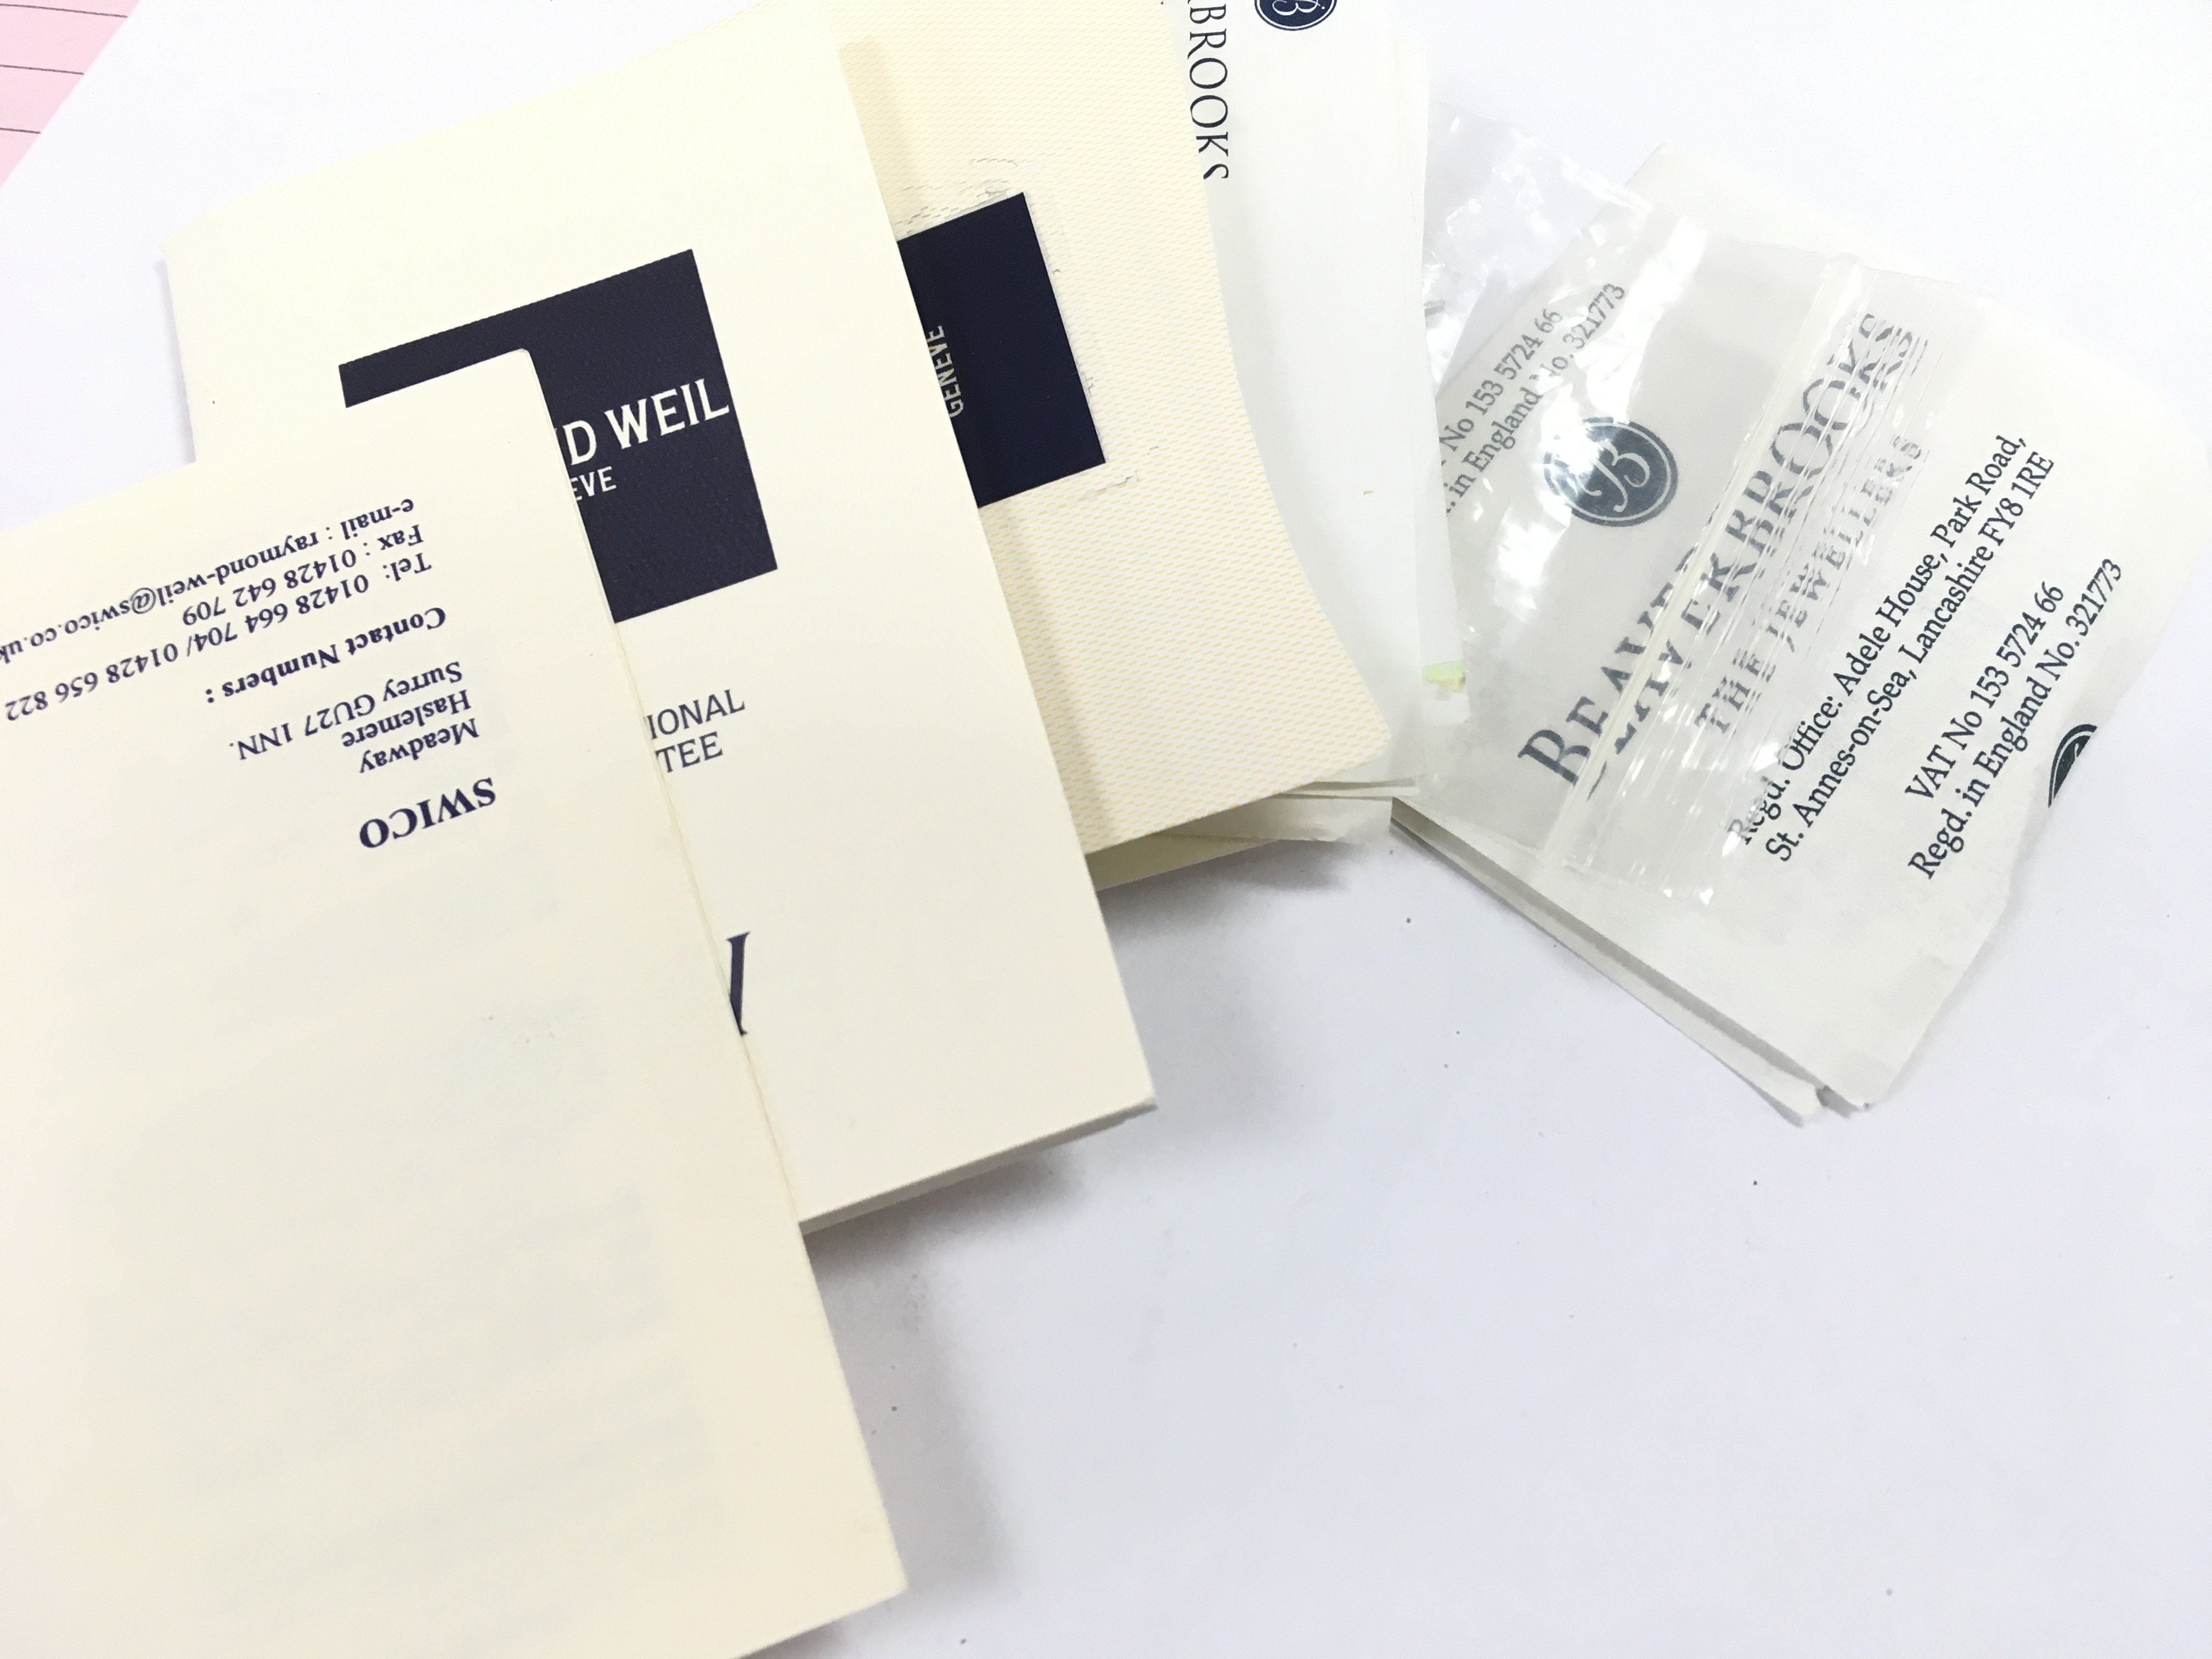 SWICO
Meadway
Haslemere
Surrey GU27 1NN.
Contact Numbers :
Tel: 01428 664 704/ 01428 656 822
Fax : 01428 642 709
e-mail : raymond-weil@swico.co.uk
D WEIL
EVE
IONAL
TEE
GENEVE
BROOKS
B
No 153 5724 66
. in England No. 321773
B
BEAVERBROOKS
BEAVERBROOKS
THE JEWELLERS
Regd. Office: Adele House, Park Road,
St. Annes-on-Sea, Lancashire FY8 1RE
VAT No 153 5724 66
Regd. in England No. 321773